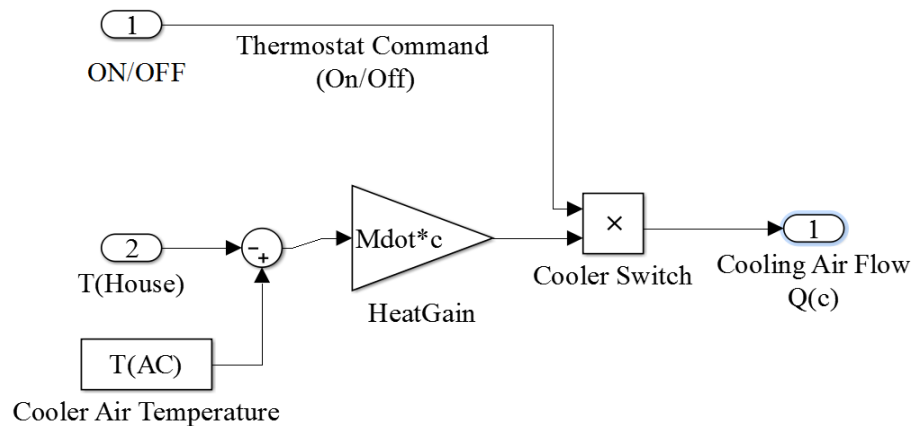 1
ON/OFF
Thermostat Command
(On/Off)
2
T(House)
-
+
Mdot*c
HeatGain
×
Cooler Switch
1
Cooling Air Flow
Q(c)
T(AC)
Cooler Air Temperature